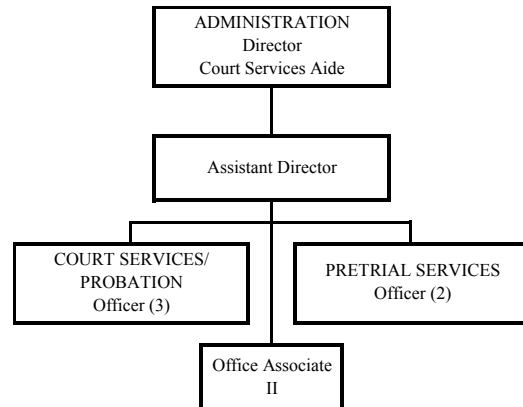 ADMINISTRATION
Director
Court Services Aide
Assistant Director
COURT SERVICES/
PROBATION
Officer (3)
PRETRIAL SERVICES
Officer (2)
Office Associate
II